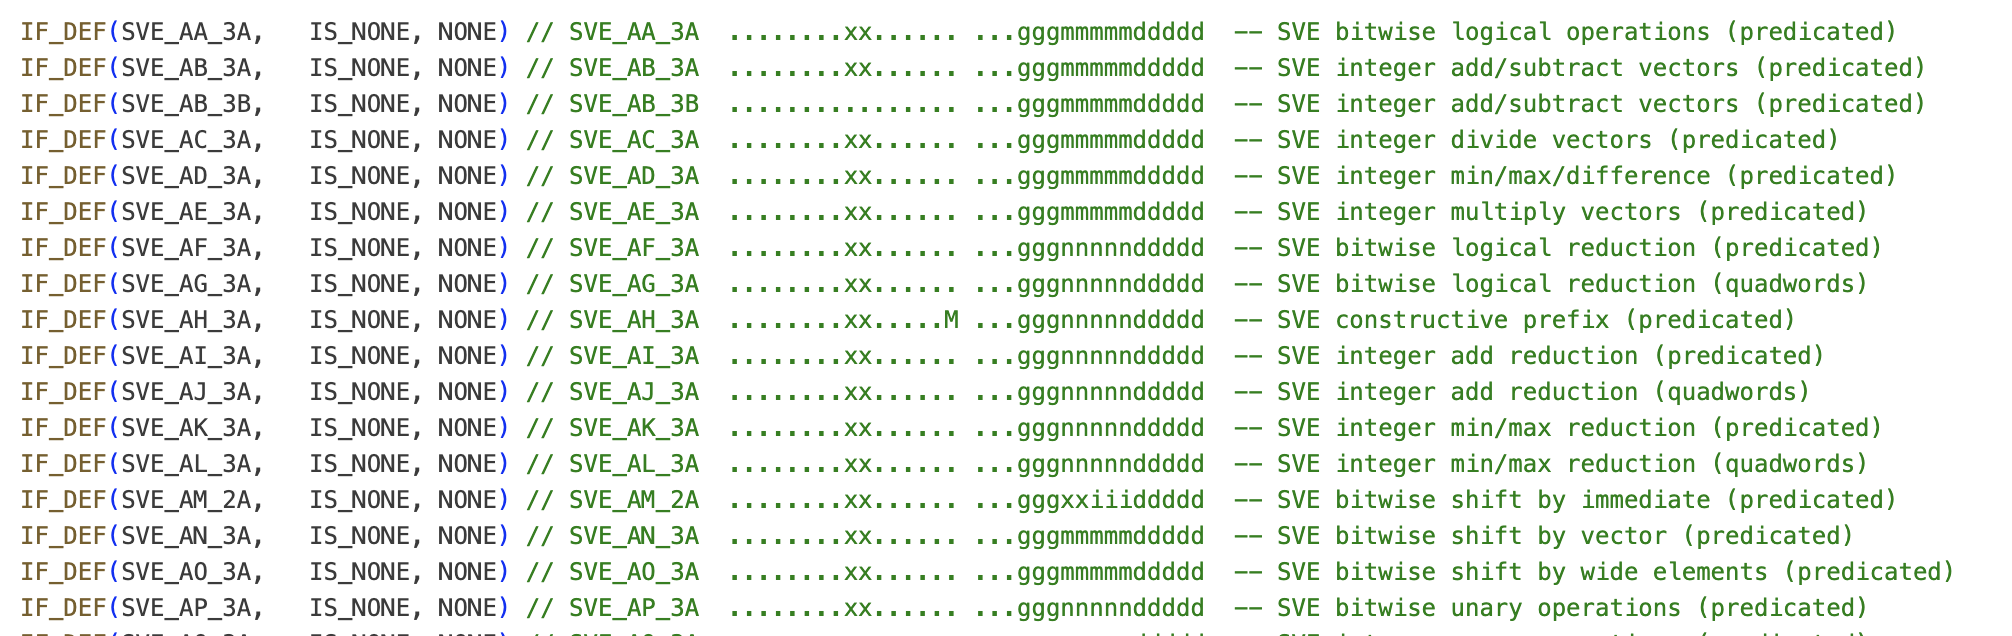 IF_DEF(SVE_AA_3A,   IS_NONE, NONE) // SVE_AA_3A  ........xx...... ...gggmmmmmddddd  -- SVE bitwise logical operations (predicated)
IF_DEF(SVE_AB_3A,   IS_NONE, NONE) // SVE_AB_3A  ........xx...... ...gggmmmmmddddd  -- SVE integer add/subtract vectors (predicated)
IF_DEF(SVE_AB_3B,   IS_NONE, NONE) // SVE_AB_3B  ................ ...gggmmmmmddddd  -- SVE integer add/subtract vectors (predicated)
IF_DEF(SVE_AC_3A,   IS_NONE, NONE) // SVE_AC_3A  ........xx...... ...gggmmmmmddddd  -- SVE integer divide vectors (predicated)
IF_DEF(SVE_AD_3A,   IS_NONE, NONE) // SVE_AD_3A  ........xx...... ...gggmmmmmddddd  -- SVE integer min/max/difference (predicated)
IF_DEF(SVE_AE_3A,   IS_NONE, NONE) // SVE_AE_3A  ........xx...... ...gggmmmmmddddd  -- SVE integer multiply vectors (predicated)
IF_DEF(SVE_AF_3A,   IS_NONE, NONE) // SVE_AF_3A  ........xx...... ...gggnnnnnddddd  -- SVE bitwise logical reduction (predicated)
IF_DEF(SVE_AG_3A,   IS_NONE, NONE) // SVE_AG_3A  ........xx...... ...gggnnnnnddddd  -- SVE bitwise logical reduction (quadwords)
IF_DEF(SVE_AH_3A,   IS_NONE, NONE) // SVE_AH_3A  ........xx.....M ...gggnnnnnddddd  -- SVE constructive prefix (predicated)
IF_DEF(SVE_AI_3A,   IS_NONE, NONE) // SVE_AI_3A  ........xx...... ...gggnnnnnddddd  -- SVE integer add reduction (predicated)
IF_DEF(SVE_AJ_3A,   IS_NONE, NONE) // SVE_AJ_3A  ........xx...... ...gggnnnnnddddd  -- SVE integer add reduction (quadwords)
IF_DEF(SVE_AK_3A,   IS_NONE, NONE) // SVE_AK_3A  ........xx...... ...gggnnnnnddddd  -- SVE integer min/max reduction (predicated)
IF_DEF(SVE_AL_3A,   IS_NONE, NONE) // SVE_AL_3A  ........xx...... ...gggnnnnnddddd  -- SVE integer min/max reduction (quadwords)
IF_DEF(SVE_AM_2A,   IS_NONE, NONE) // SVE_AM_2A  ........xx...... ...gggxxiiiddddd  -- SVE bitwise shift by immediate (predicated)
IF_DEF(SVE_AN_3A,   IS_NONE, NONE) // SVE_AN_3A  ........xx...... ...gggmmmmmddddd  -- SVE bitwise shift by vector (predicated)
IF_DEF(SVE_AO_3A,   IS_NONE, NONE) // SVE_AO_3A  ........xx...... ...gggmmmmmddddd  -- SVE bitwise shift by wide elements (predicated)
IF_DEF(SVE_AP_3A,   IS_NONE, NONE) // SVE_AP_3A  ........xx...... ...gggnnnnnddddd  -- SVE bitwise unary operations (predicated)